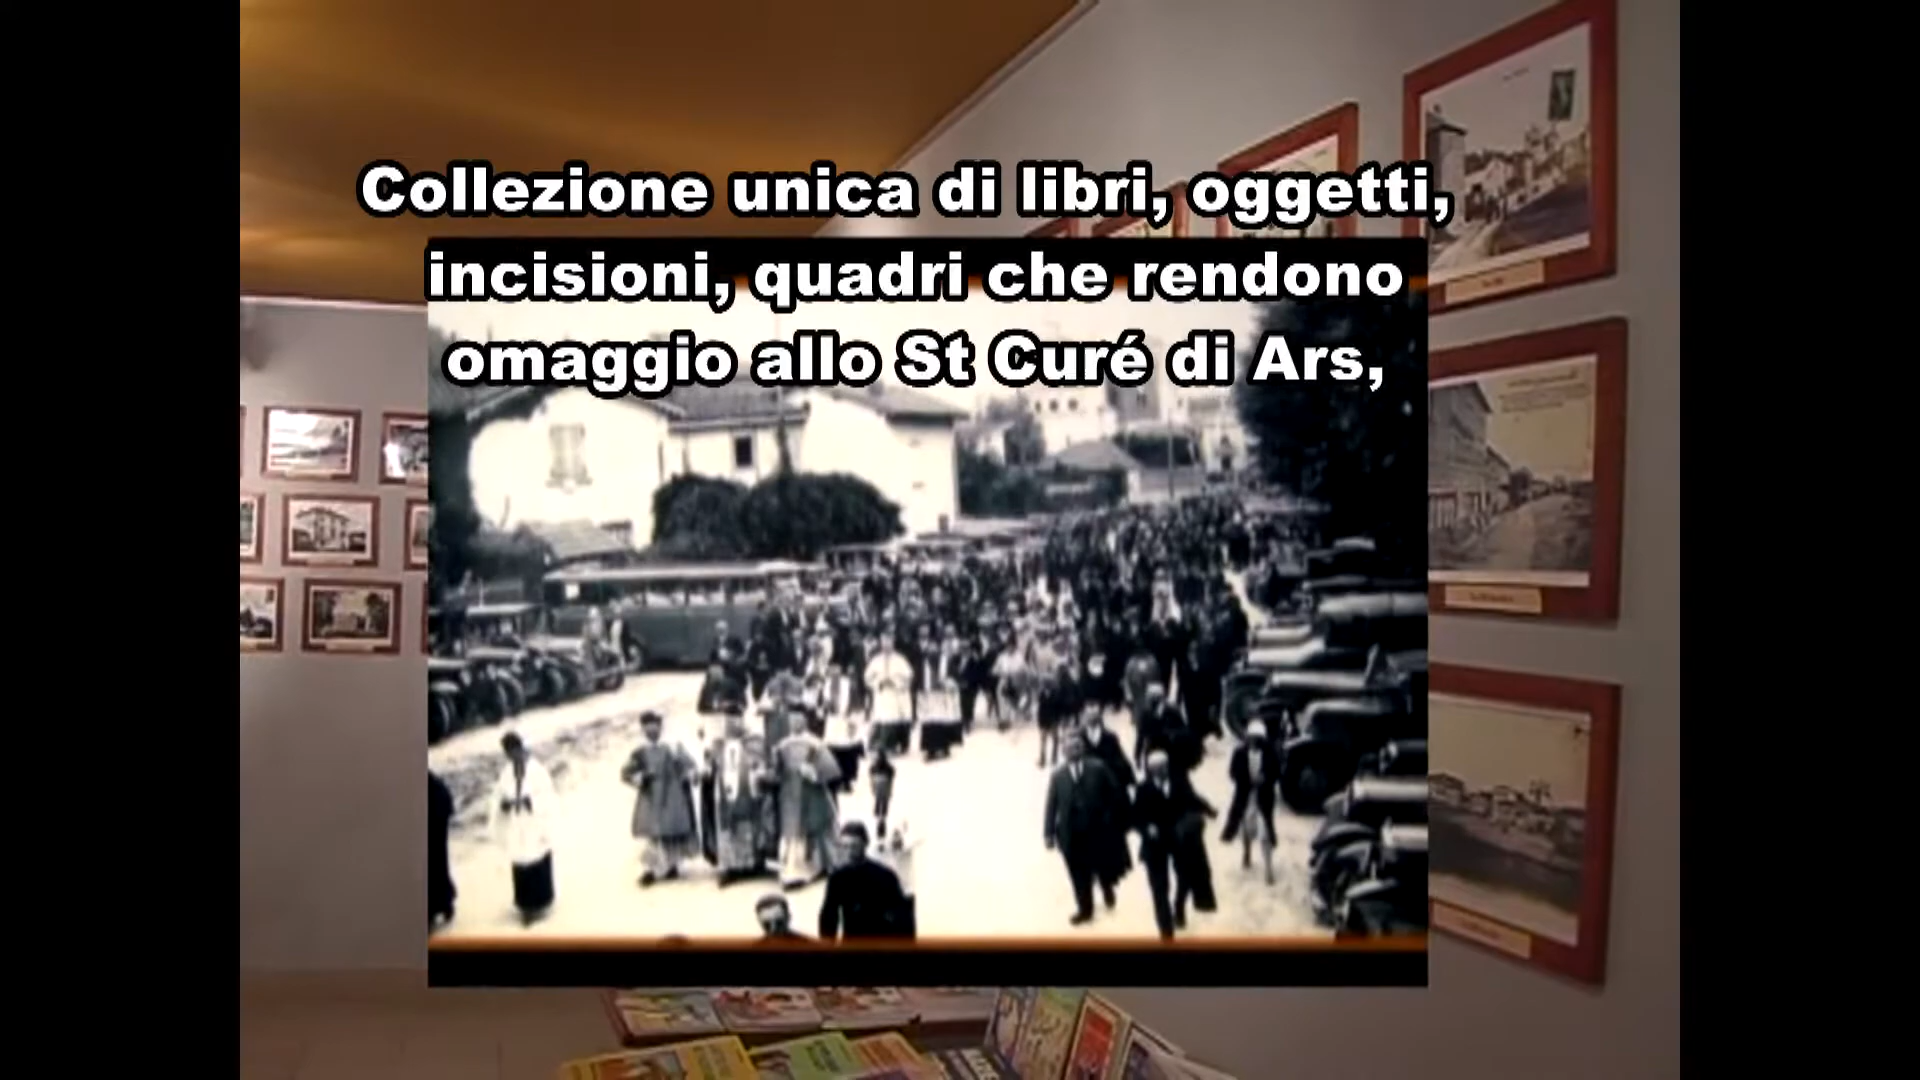 Collezione unica di libri, oggetti,
incisioni, quadri che rendono
omaggio allo St Curé di Ars,